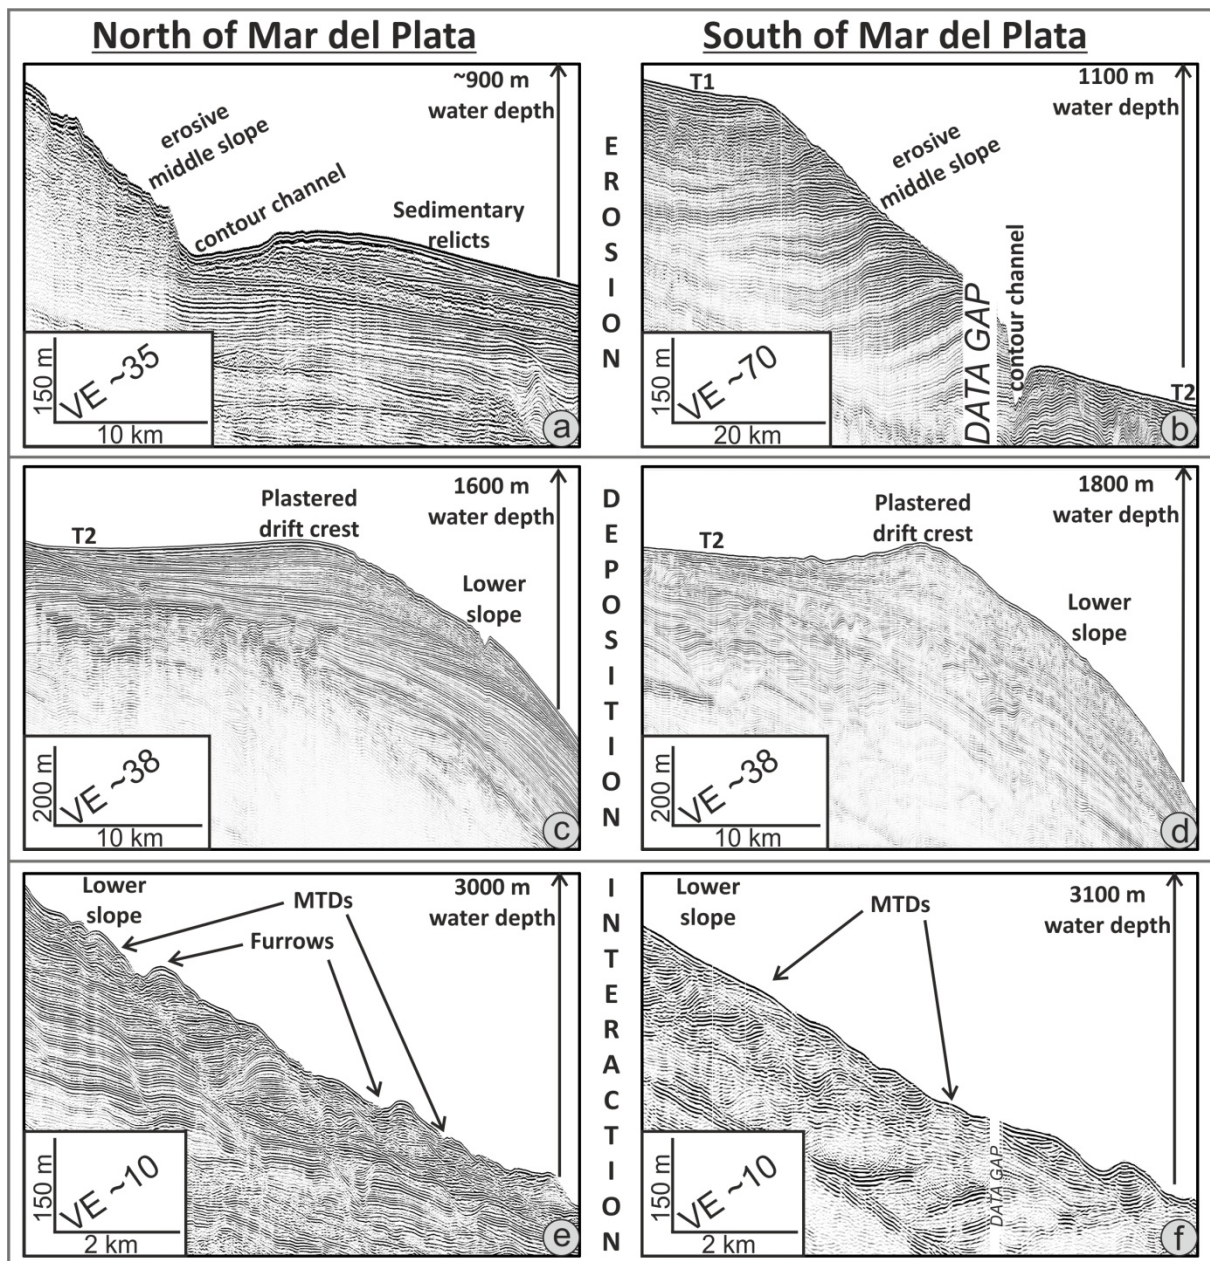 North of Mar del Plata
South of Mar del Plata
~900 m
water depth
erosive
middle slope
contour channel
Sedimentary
relicts
150 m
VE ~35
10 km
a
EROSION
T1
1100 m
water depth
erosive
middle slope
DATA GAP
contour channel
T2
150 m
VE ~70
20 km
b
T2
Plastered
drift crest
1600 m
water depth
Lower
slope
200 m
VE ~38
10 km
c
DEPOSITION
T2
Plastered
drift crest
1800 m
water depth
Lower
slope
200 m
VE ~38
10 km
d
Lower
slope
MTDs
Furrows
3000 m
water depth
150 m
VE ~10
2 km
e
INTERACTION
Lower
slope
MTDs
3100 m
water depth
DATA GAP
150 m
VE ~10
2 km
f